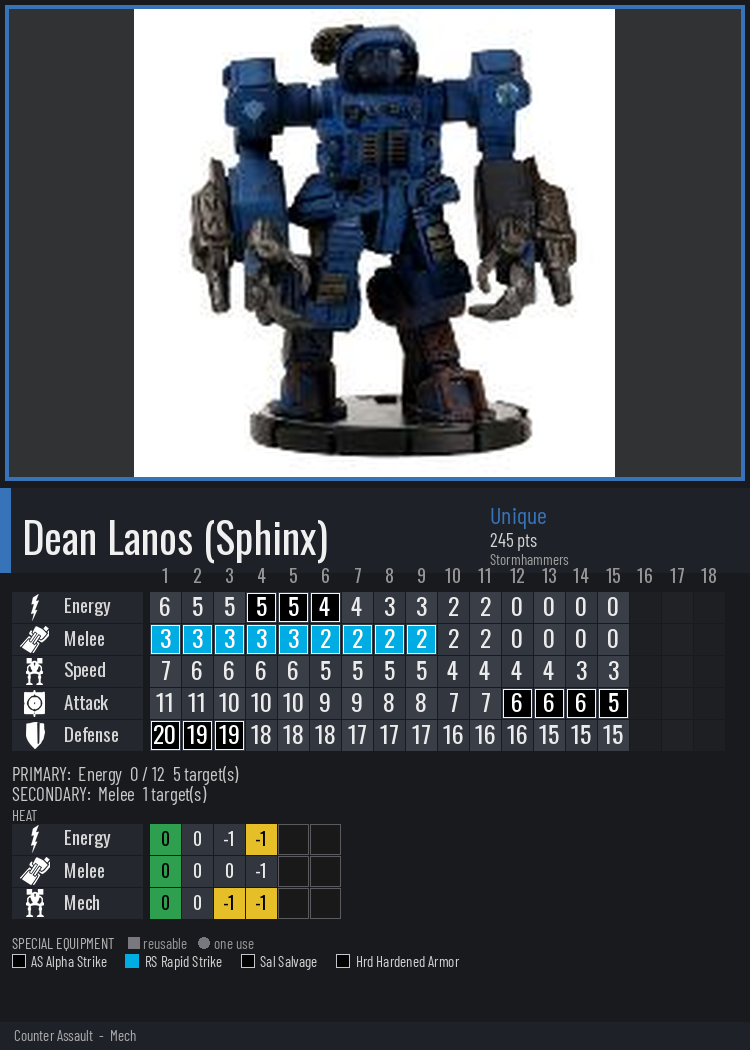 Dean Lanos (Sphinx)
Unique
245 pts
Stormhammers
1 2 3 4 5 6 7 8 9 10 11 12 13 14 15 16 17 18
Energy 6 5 5 5 5 4 4 3 3 2 2 0 0 0 0
Melee 3 3 3 3 3 2 2 2 2 2 2 0 0 0 0
Speed 7 6 6 6 6 5 5 5 5 4 4 4 4 3 3
Attack 11 11 10 10 10 9 9 8 8 7 7 6 6 6 5
Defense 20 19 19 18 18 18 17 17 17 16 16 16 15 15 15
PRIMARY: Energy 0 / 12 5 target(s)
SECONDARY: Melee 1 target(s)
HEAT
Energy 0 0 -1 -1
Melee 0 0 0 -1
Mech 0 0 -1 -1
SPECIAL EQUIPMENT reusable one use
AS Alpha Strike RS Rapid Strike Sal Salvage Hrd Hardened Armor
Counter Assault - Mech